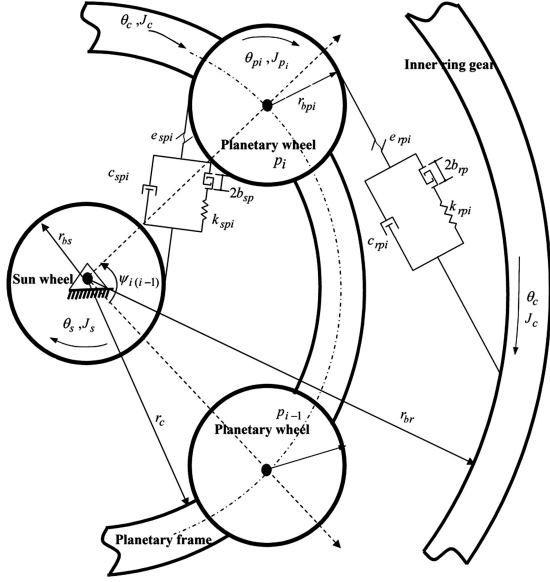 θc , Jc
θpi , Jpi
rbpi
Inner ring gear
espi
erpi
Planetary wheel
pi
cspi
2bsp
kspi
2brp
krpi
crpi
rbs
Sun wheel
ψi (i−1)
θs , Js
θc
Jc
rc
rbr
pi−1
Planetary wheel
Planetary frame